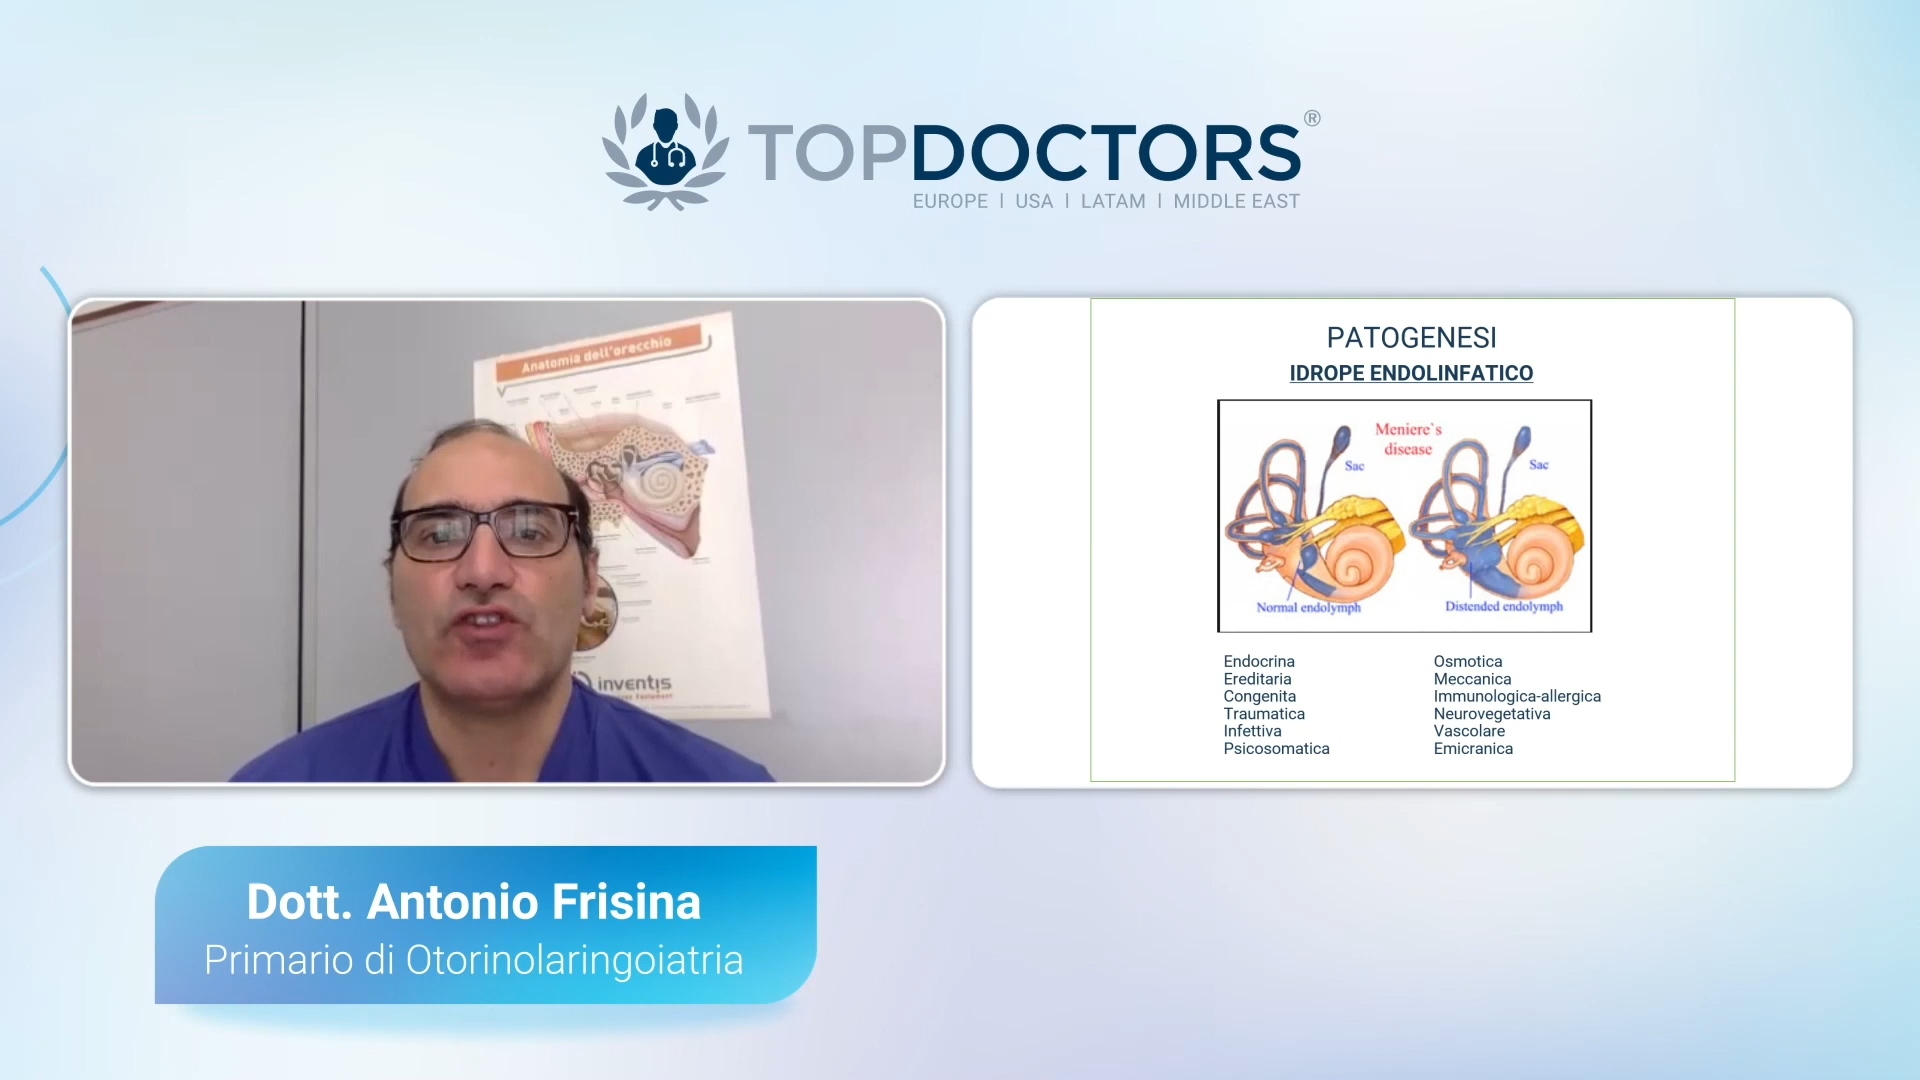 TOPDOCTORS®
EUROPE | USA | LATAM | MIDDLE EAST
Anatomia dell'orecchio
inventis
PATOGENESI
IDROPE ENDOLINFATICO
Meniere`s
disease
Sac
Sac
Normal endolymph
Distended endolymph
Endocrina
Ereditaria
Congenita
Traumatica
Infettiva
Psicosomatica
Osmotica
Meccanica
Immunologica-allergica
Neurovegetativa
Vascolare
Emicranica
Dott. Antonio Frisina
Primario di Otorinolaringoiatria